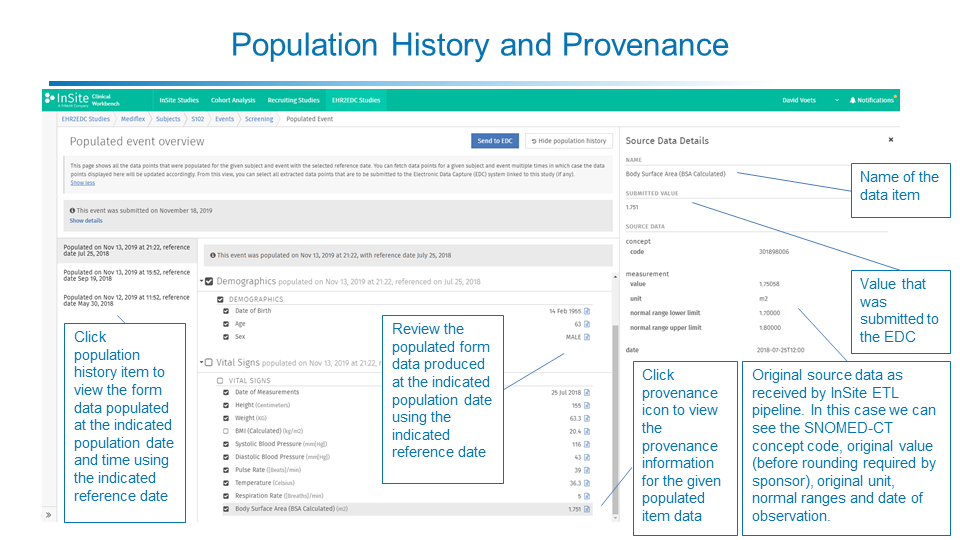 Population History and Provenance
InSite Clinical Workbench
A TriNetX Company
InSite Studies Cohort Analysis Recruiting Studies EHR2EDC Studies David Voets Notifications
EHR2EDC Studies Mediflex Subjects S102 Events Screening Populated Event
Populated event overview
Send to EDC
Hide population history
This page shows all the data points that were populated for the given subject and event with the selected reference date. You can fetch data points for a given subject and event multiple times in which case the data
points displayed here will be updated accordingly. From this view, you can select all extracted data points that are to be submitted to the Electronic Data Capture (EDC) system linked to this study (if any).
Show less
This event was submitted on November 18, 2019
Show details
Populated on Nov 13, 2019 at 21:22, reference
date Jul 25, 2018
Populated on Nov 13, 2019 at 15:52, reference
date Sep 19, 2018
Populated on Nov 12, 2019 at 11:52, reference
date May 30, 2018
This event was populated on Nov 13, 2019 at 21:22, with reference date July 25, 2018
Demographics populated on Nov 13, 2019 at 21:22, referenced on Jul 25, 2018
DEMOGRAPHICS
Date of Birth 14 Feb 1955
Age 63
Sex MALE
Vital Signs populated on Nov 13, 2019 at 21:22, r
VITAL SIGNS
Date of Measurements 25 Jul 2018
Height (Centimeters) 155
Weight (KG) 63.3
BMI (Calculated) (kg/m2) 20.4
Systolic Blood Pressure (mm[Hg]) 116
Diastolic Blood Pressure (mm[Hg]) 43
Pulse Rate ({Beats}/min) 39
Temperature (Celsius) 36.3
Respiration Rate ({Breaths}/min) 5
Body Surface Area (BSA Calculated) (m2) 1.751
Source Data Details
NAME
Body Surface Area (BSA Calculated)
SUBMITTED VALUE
1.751
SOURCE DATA
concept
code 301898006
measurement
value 1.75058
unit m2
normal range lower limit 1.70000
normal range upper limit 1.80000
date 2018-07-25T12:00
Name of the
data item
Value that
was
submitted to
the EDC
Click
population
history item to
view the form
data populated
at the indicated
population date
and time using
the indicated
reference date
Review the
populated form
data produced
at the indicated
population date
using the
indicated
reference date
Click
provenance
icon to view
the
provenance
information
for the given
populated
item data
Original source data as
received by InSite ETL
pipeline. In this case we can
see the SNOMED-CT
concept code, original value
(before rounding required by
sponsor), original unit,
normal ranges and date of
observation.